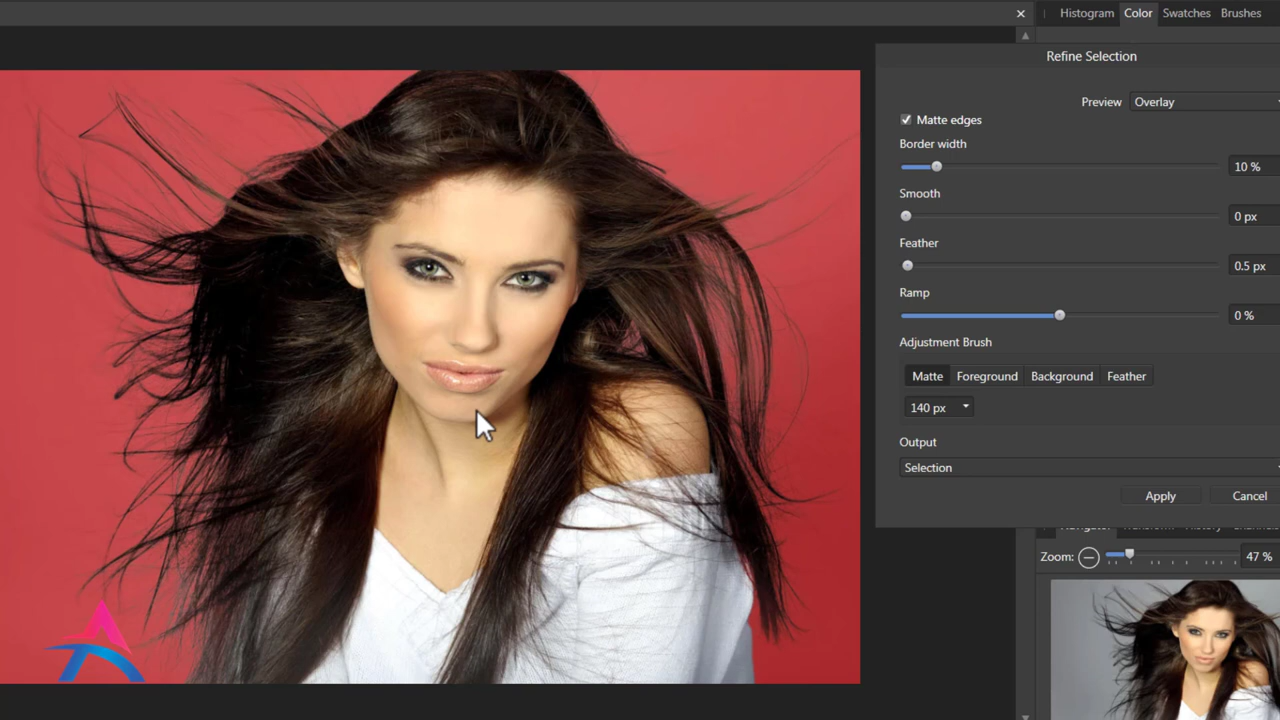 Histogram Color Swatches Brushes
Refine Selection
Preview Overlay
Matte edges
Border width
10 %
Smooth
0 px
Feather
0.5 px
Ramp
0 %
Adjustment Brush
Matte Foreground Background Feather
140 px
Output
Selection
Apply Cancel
Zoom: 47 %